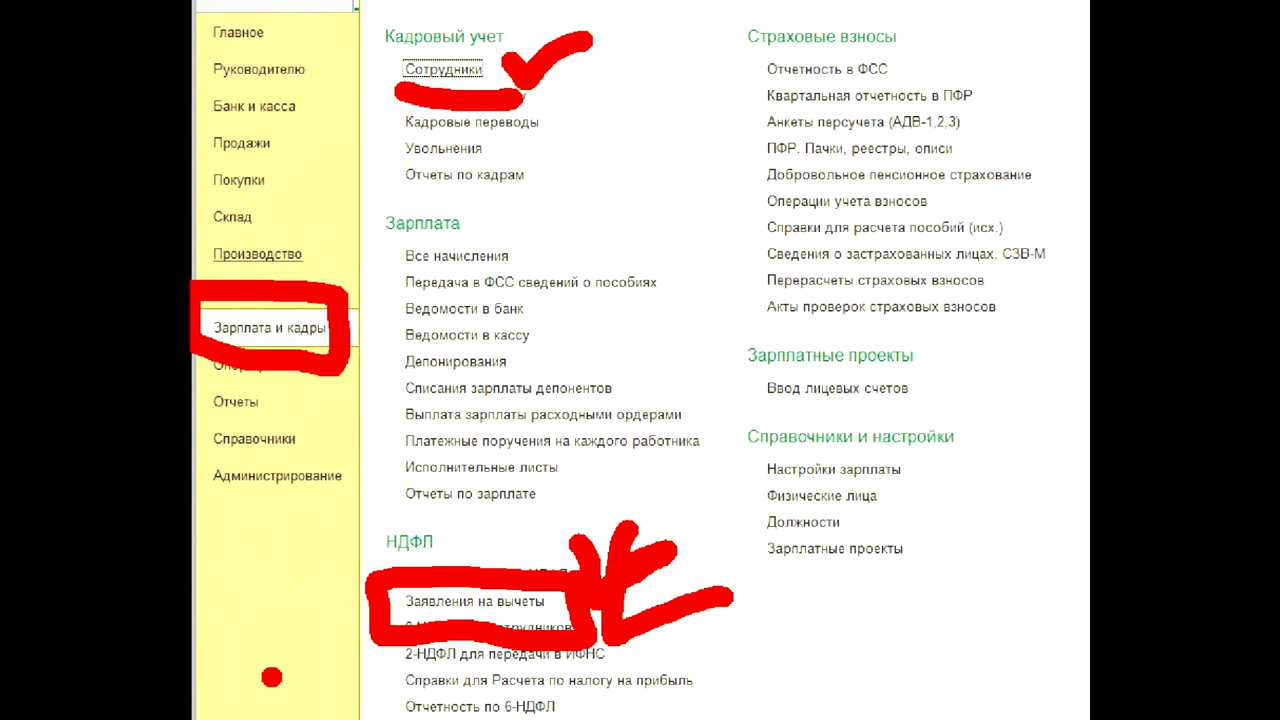 Главное
Руководителю
Банк и касса
Продажи
Покупки
Склад
Производство
Зарплата и кадры
Отчеты
Справочники
Администрирование
Кадровый учет
Сотрудники
Кадровые переводы
Увольнения
Отчеты по кадрам
Зарплата
Все начисления
Передача в ФСС сведений о пособиях
Ведомости в банк
Ведомости в кассу
Депонирования
Списания зарплаты депонентов
Выплата зарплаты расходными ордерами
Платежные поручения на каждого работника
Исполнительные листы
Отчеты по зарплате
НДФЛ
Заявления на вычеты
2-НДФЛ для передачи в ИФНС
Справки для Расчета по налогу на прибыль
Отчетность по 6-НДФЛ
Страховые взносы
Отчетность в ФСС
Квартальная отчетность в ПФР
Анкеты персучета (АДВ-1,2,3)
ПФР. Пачки, реестры, описи
Добровольное пенсионное страхование
Операции учета взносов
Справки для расчета пособий (исх.)
Сведения о застрахованных лицах, СЗВ-М
Перерасчеты страховых взносов
Акты проверок страховых взносов
Зарплатные проекты
Ввод лицевых счетов
Справочники и настройки
Настройки зарплаты
Физические лица
Должности
Зарплатные проекты